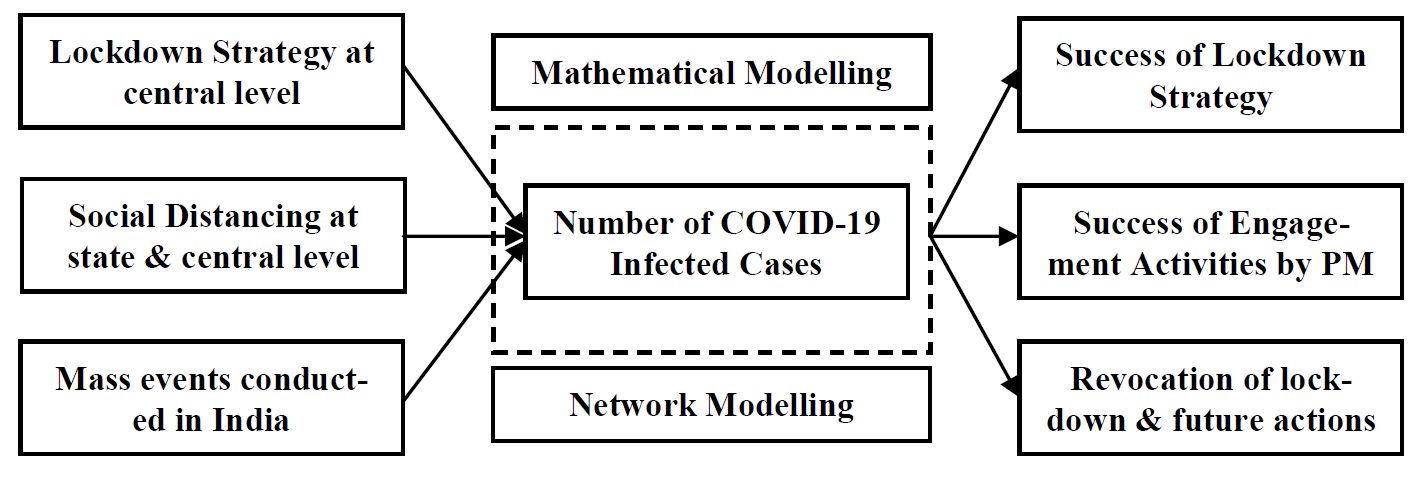 Lockdown Strategy at
central level
Social Distancing at
state & central level
Mass events conduct-
ed in India
Mathematical Modelling
Number of COVID-19
Infected Cases
Network Modelling
Success of Lockdown
Strategy
Success of Engage-
ment Activities by PM
Revocation of lock-
down & future actions